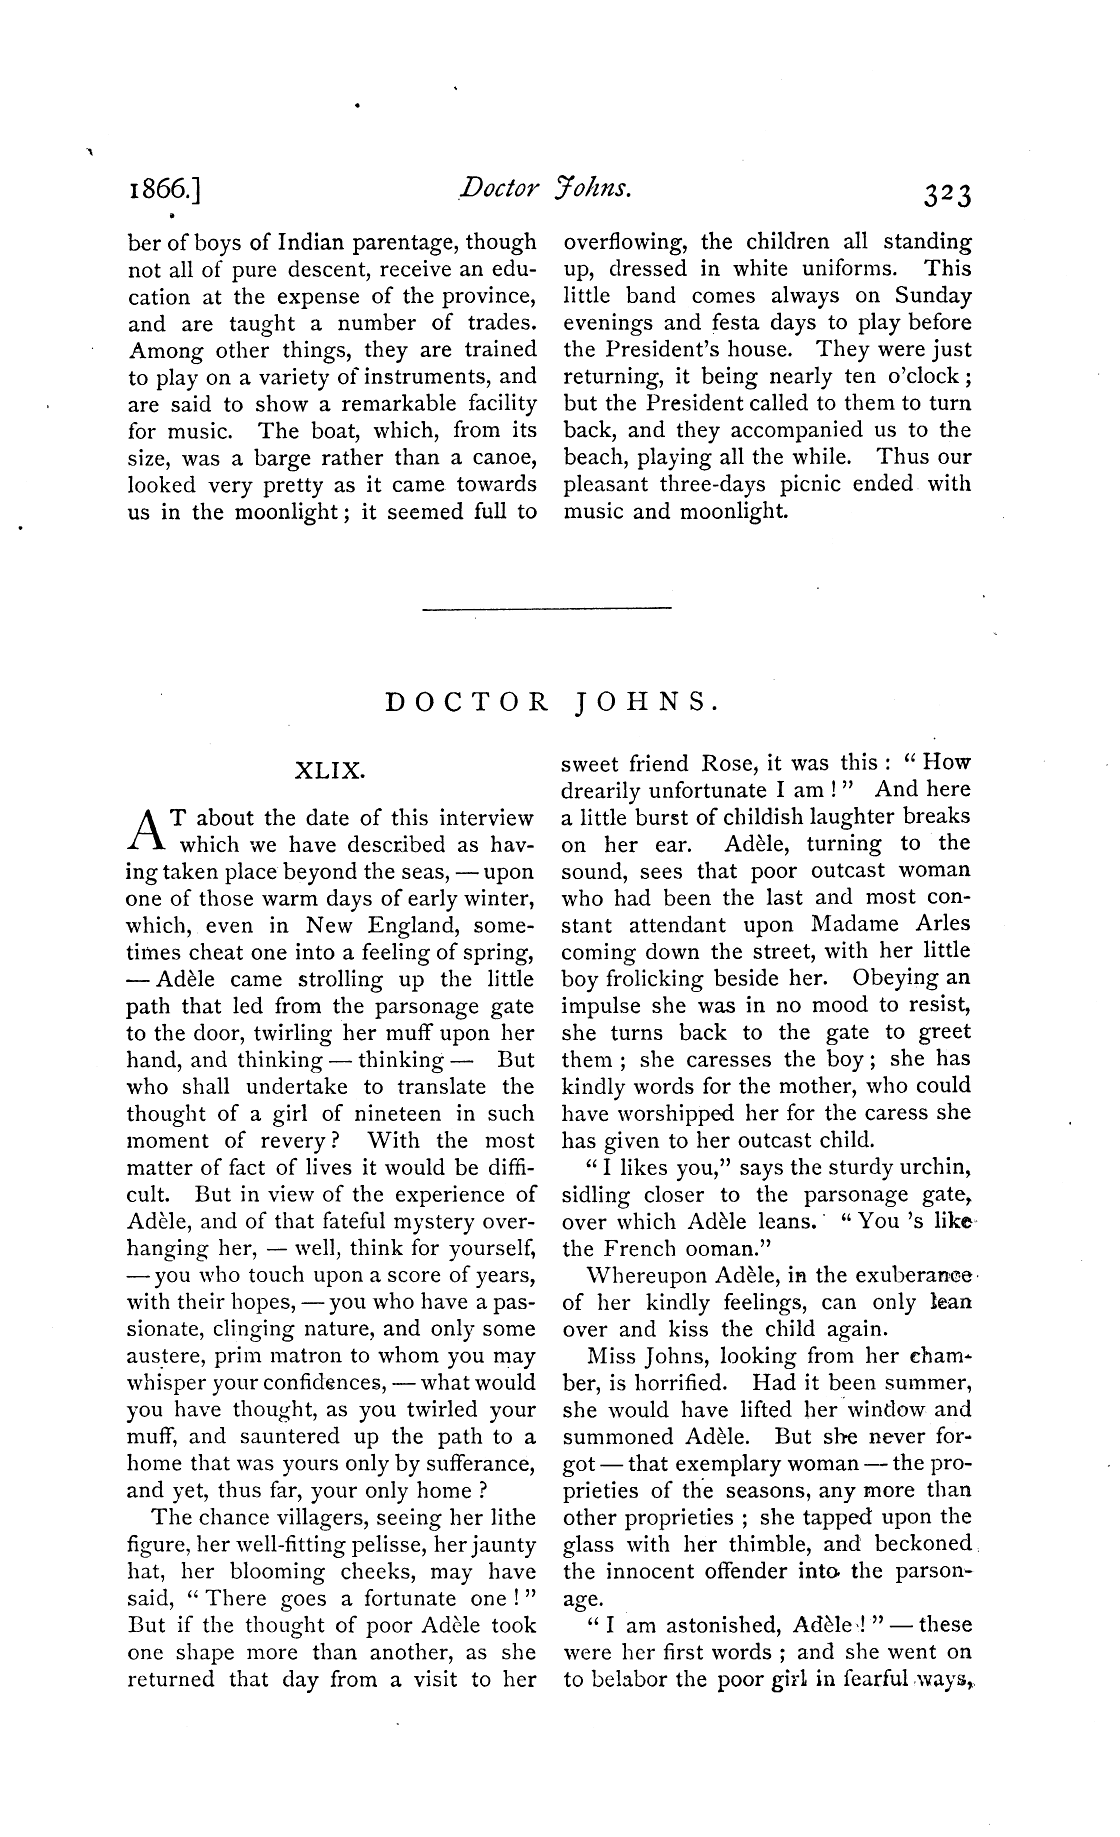 1866.] Doctor Johns. 323
ber of boys of Indian parentage, though
not all of pure descent, receive an edu-
cation at the expense of the province,
and are taught a number of trades.
Among other things, they are trained
to play on a variety of instruments, and
are said to show a remarkable facility
for music. The boat, which, from its
size, was a barge rather than a canoe,
looked very pretty as it came towards
us in the moonlight; it seemed full to
overflowing, the children all standing
up, dressed in white uniforms. This
little band comes always on Sunday
evenings and festa days to play before
the President's house. They were just
returning, it being nearly ten o'clock;
but the President called to them to turn
back, and they accompanied us to the
beach, playing all the while. Thus our
pleasant three-days picnic ended with
music and moonlight.
DOCTOR JOHNS.
XLIX.
AT about the date of this interview
which we have described as hav-
ing taken place beyond the seas, — upon
one of those warm days of early winter,
which, even in New England, some-
times cheat one into a feeling of spring,
— Adèle came strolling up the little
path that led from the parsonage gate
to the door, twirling her muff upon her
hand, and thinking — thinking — But
who shall undertake to translate the
thought of a girl of nineteen in such
moment of revery? With the most
matter of fact of lives it would be diffi-
cult. But in view of the experience of
Adèle, and of that fateful mystery over-
hanging her, — well, think for yourself,
— you who touch upon a score of years,
with their hopes, — you who have a pas-
sionate, clinging nature, and only some
austere, prim matron to whom you may
whisper your confidences, — what would
you have thought, as you twirled your
muff, and sauntered up the path to a
home that was yours only by sufferance,
and yet, thus far, your only home?
The chance villagers, seeing her lithe
figure, her well-fitting pelisse, her jaunty
hat, her blooming cheeks, may have
said, "There goes a fortunate one!"
But if the thought of poor Adèle took
one shape more than another, as she
returned that day from a visit to her
sweet friend Rose, it was this: "How
drearily unfortunate I am!" And here
a little burst of childish laughter breaks
on her ear. Adèle, turning to the
sound, sees that poor outcast woman
who had been the last and most con-
stant attendant upon Madame Arles
coming down the street, with her little
boy frolicking beside her. Obeying an
impulse she was in no mood to resist,
she turns back to the gate to greet
them; she caresses the boy; she has
kindly words for the mother, who could
have worshipped her for the caress she
has given to her outcast child.
"I likes you," says the sturdy urchin,
sidling closer to the parsonage gate,
over which Adèle leans. "You 's like
the French ooman."
Whereupon Adèle, in the exuberance
of her kindly feelings, can only lean
over and kiss the child again.
Miss Johns, looking from her cham-
ber, is horrified. Had it been summer,
she would have lifted her window and
summoned Adèle. But she never for-
got — that exemplary woman — the pro-
prieties of the seasons, any more than
other proprieties; she tapped upon the
glass with her thimble, and beckoned
the innocent offender into the parson-
age.
"I am astonished, Adèle!" — these
were her first words; and she went on
to belabor the poor girl in fearful ways,